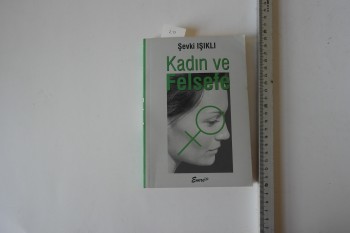 Şevki IŞIKLI
Kadın ve
Felsefe